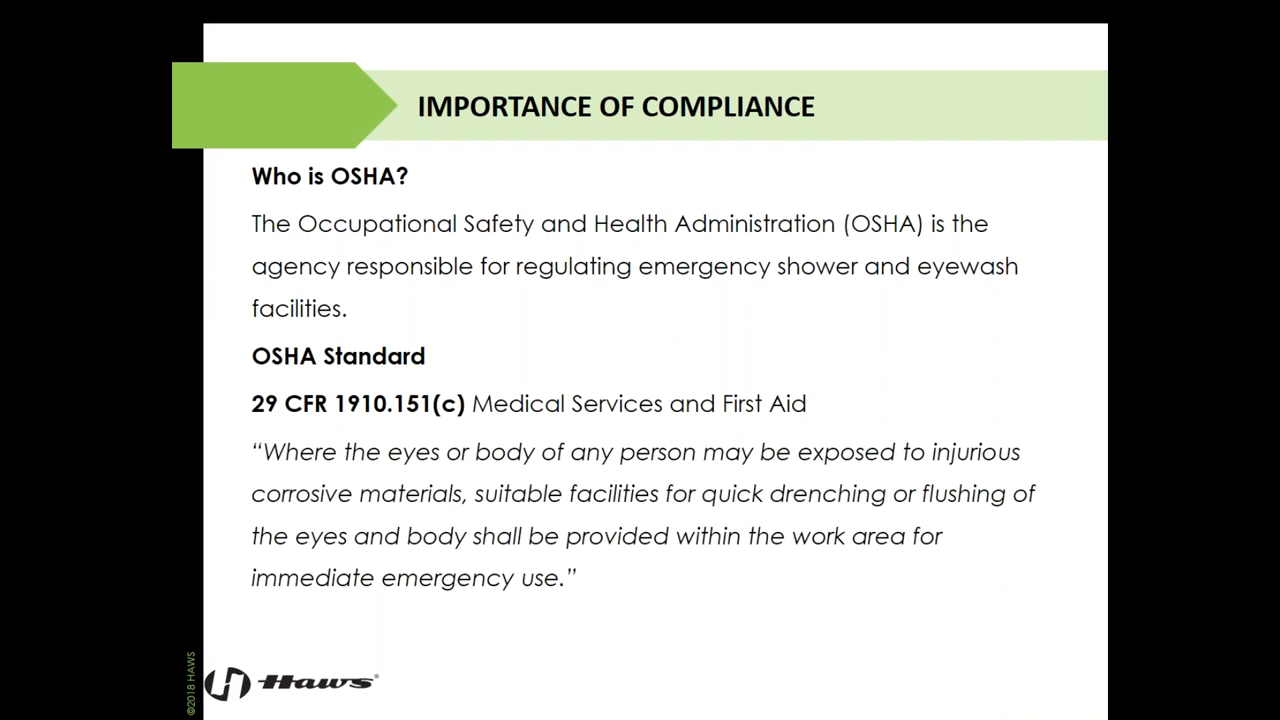 IMPORTANCE OF COMPLIANCE
Who is OSHA?
The Occupational Safety and Health Administration (OSHA) is the
agency responsible for regulating emergency shower and eyewash
facilities.
OSHA Standard
29 CFR 1910.151(c) Medical Services and First Aid
“Where the eyes or body of any person may be exposed to injurious
corrosive materials, suitable facilities for quick drenching or flushing of
the eyes and body shall be provided within the work area for
immediate emergency use.”
©2018 HAWS
Haws®